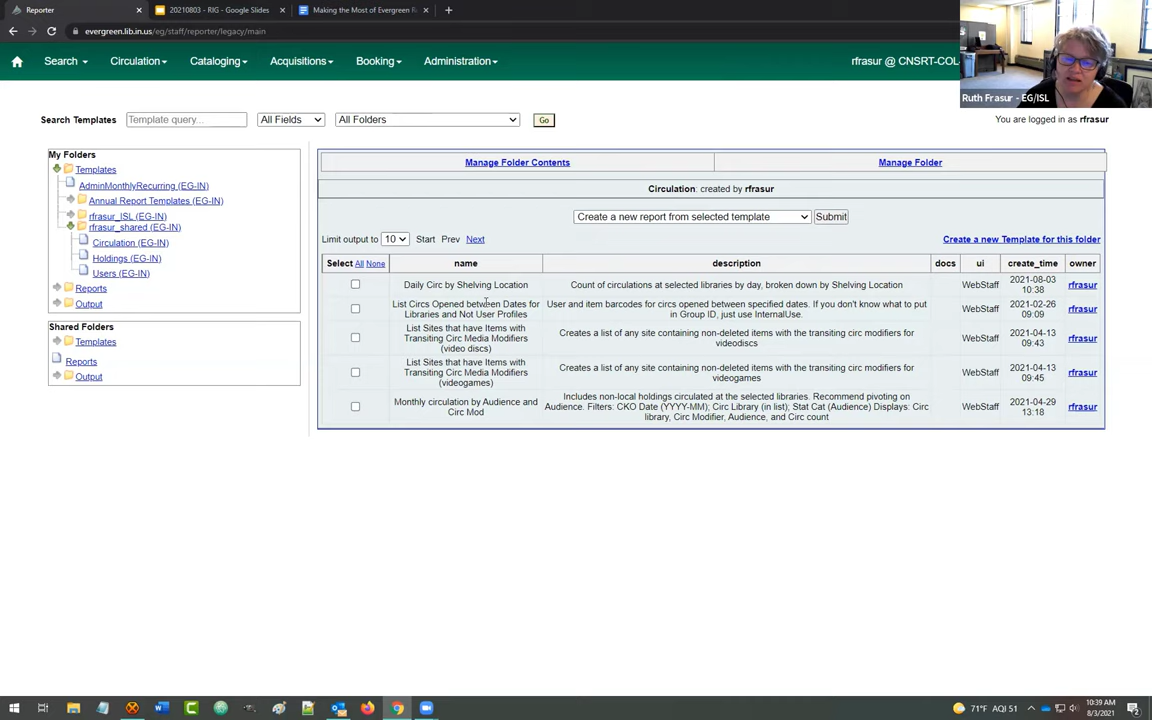 Reporter
20210803 - RIG - Google Slides
Making the Most of Evergreen R
evergreen.lib.in.us/eg/staff/reporter/legacy/main
Search
Circulation
Cataloging
Acquisitions
Booking
Administration
rfrasur @ CNSRT-COL-
Ruth Frasur - EG/ISL
Search Templates
Template query...
All Fields
All Folders
Go
You are logged in as rfrasur
My Folders
Templates
AdminMonthlyRecurring (EG-IN)
Annual Report Templates (EG-IN)
rfrasur_ISL (EG-IN)
rfrasur_shared (EG-IN)
Circulation (EG-IN)
Holdings (EG-IN)
Users (EG-IN)
Reports
Output
Shared Folders
Templates
Reports
Output
Manage Folder Contents
Manage Folder
Circulation: created by rfrasur
Create a new report from selected template
Submit
Limit output to 10 Start Prev Next
Create a new Template for this folder
Select All None name description docs ui create_time owner
Daily Circ by Shelving Location
Count of circulations at selected libraries by day, broken down by Shelving Location
WebStaff
2021-08-03
10:38
rfrasur
List Circs Opened between Dates for
Libraries and Not User Profiles
User and item barcodes for circs opened between specified dates. If you don't know what to put
in Group ID, just use InternalUse.
WebStaff
2021-02-26
09:09
rfrasur
List Sites that have Items with
Transiting Circ Media Modifiers
(video discs)
Creates a list of any site containing non-deleted items with the transiting circ modifiers for
videodiscs
WebStaff
2021-04-13
09:43
rfrasur
List Sites that have Items with
Transiting Circ Media Modifiers
(videogames)
Creates a list of any site containing non-deleted items with the transiting circ modifiers for
videogames
WebStaff
2021-04-13
09:45
rfrasur
Monthly circulation by Audience and
Circ Mod
Includes non-local holdings circulated at the selected libraries. Recommend pivoting on
Audience. Filters: CKO Date (YYYY-MM); Circ Library (in list); Stat Cat (Audience) Displays: Circ
library, Circ Modifier, Audience, and Circ count
WebStaff
2021-04-29
13:18
rfrasur
71°F AQI 51
10:39 AM
8/3/2021